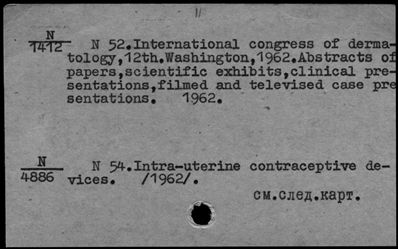 N
1412
N 52.International congress of derma-
tology,12th.Washington,1962.Abstracts of
papers,scientific exhibits,clinical pre-
sentations,filmed and televised case pre
sentations. 1962.
N
4886
N 54.Intra-uterine contraceptive de-
vices. /1962/.
см.след.карт.